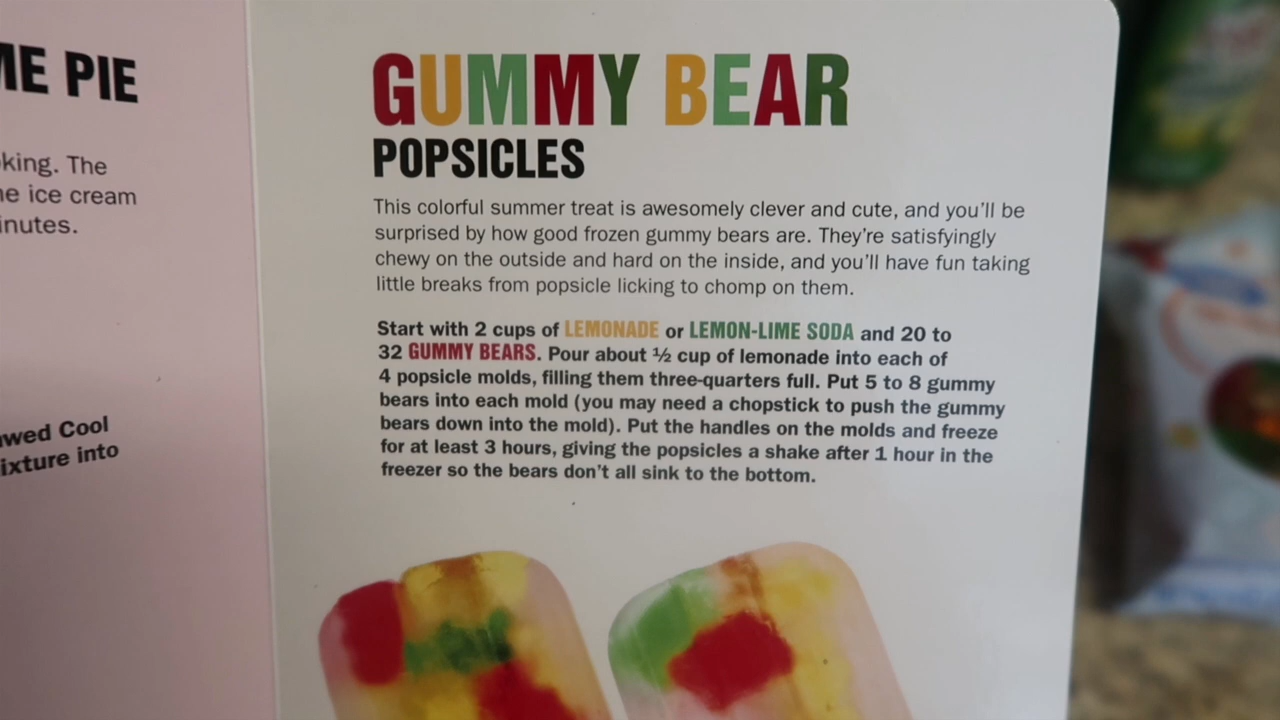 ME PIE
king. The
ne ice cream
inutes.
wed Cool
ixture into
GUMMY BEAR
POPSICLES
This colorful summer treat is awesomely clever and cute, and you'll be
surprised by how good frozen gummy bears are. They're satisfyingly
chewy on the outside and hard on the inside, and you'll have fun taking
little breaks from popsicle licking to chomp on them.
Start with 2 cups of LEMONADE or LEMON-LIME SODA and 20 to
32 GUMMY BEARS. Pour about ½ cup of lemonade into each of
4 popsicle molds, filling them three-quarters full. Put 5 to 8 gummy
bears into each mold (you may need a chopstick to push the gummy
bears down into the mold). Put the handles on the molds and freeze
for at least 3 hours, giving the popsicles a shake after 1 hour in the
freezer so the bears don't all sink to the bottom.